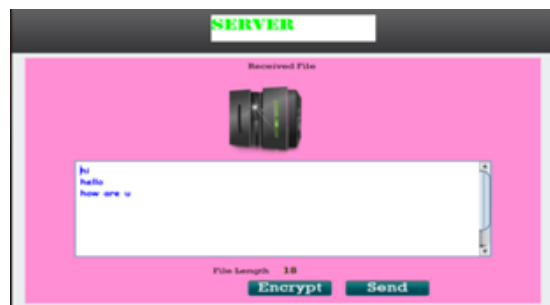 SERVER
Received File
hi
hello
how are u
File Length 18
Encrypt Send